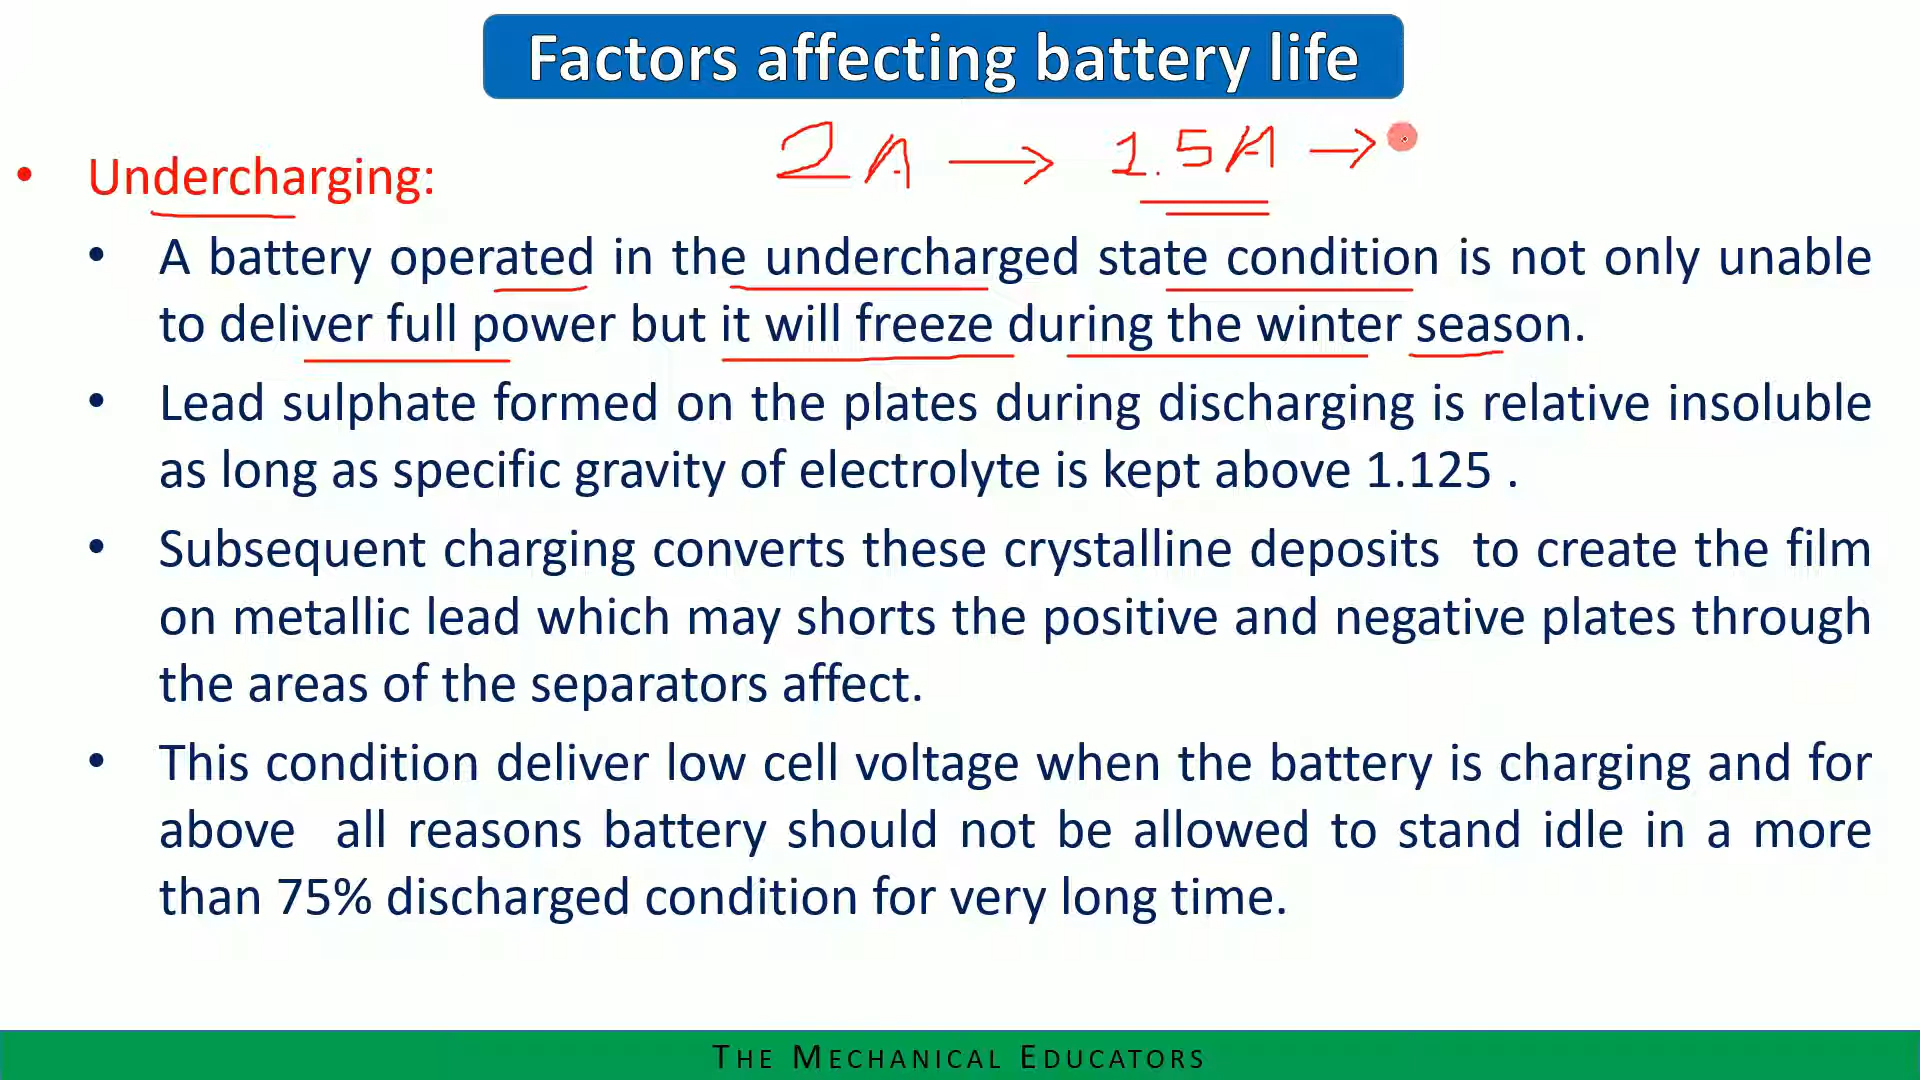 Factors affecting battery life
2A → 1.5A →
• Undercharging:
• A battery operated in the undercharged state condition is not only unable
to deliver full power but it will freeze during the winter season.
• Lead sulphate formed on the plates during discharging is relative insoluble
as long as specific gravity of electrolyte is kept above 1.125 .
• Subsequent charging converts these crystalline deposits to create the film
on metallic lead which may shorts the positive and negative plates through
the areas of the separators affect.
• This condition deliver low cell voltage when the battery is charging and for
above all reasons battery should not be allowed to stand idle in a more
than 75% discharged condition for very long time.
THE MECHANICAL EDUCATORS